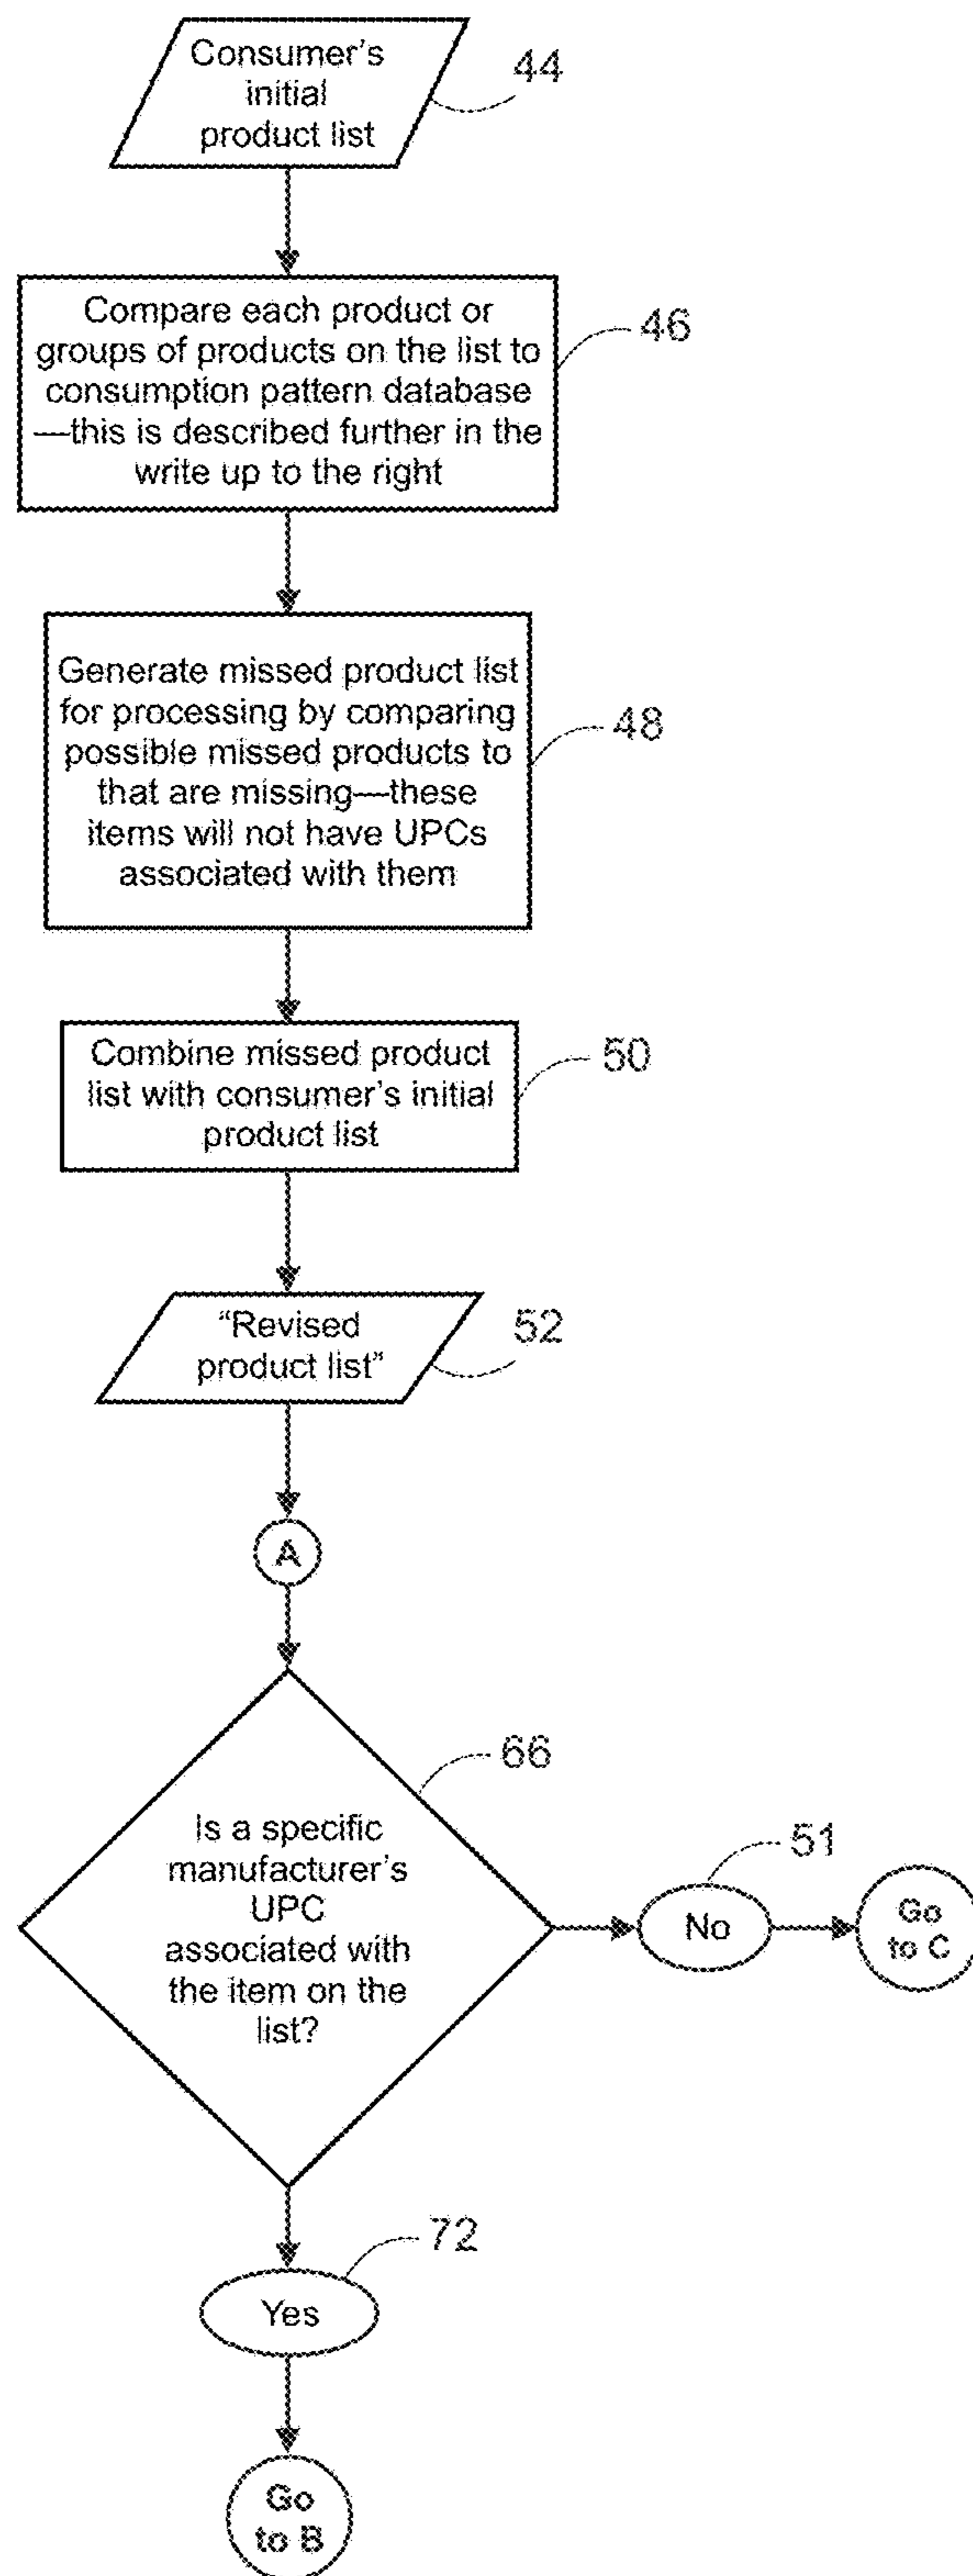 Consumer's
initial
product list
44
Compare each product or
groups of products on the list to
consumption pattern database
—this is described further in the
write up to the right
46
Generate missed product list
for processing by comparing
possible missed products to
that are missing—these
items will not have UPCs
associated with them
48
Combine missed product
list with consumer's initial
product list
50
“Revised
product list”
52
A
66
Is a specific
manufacturer's
UPC
associated with
the item on the
list?
51
No
Go
to C
72
Yes
Go
to B